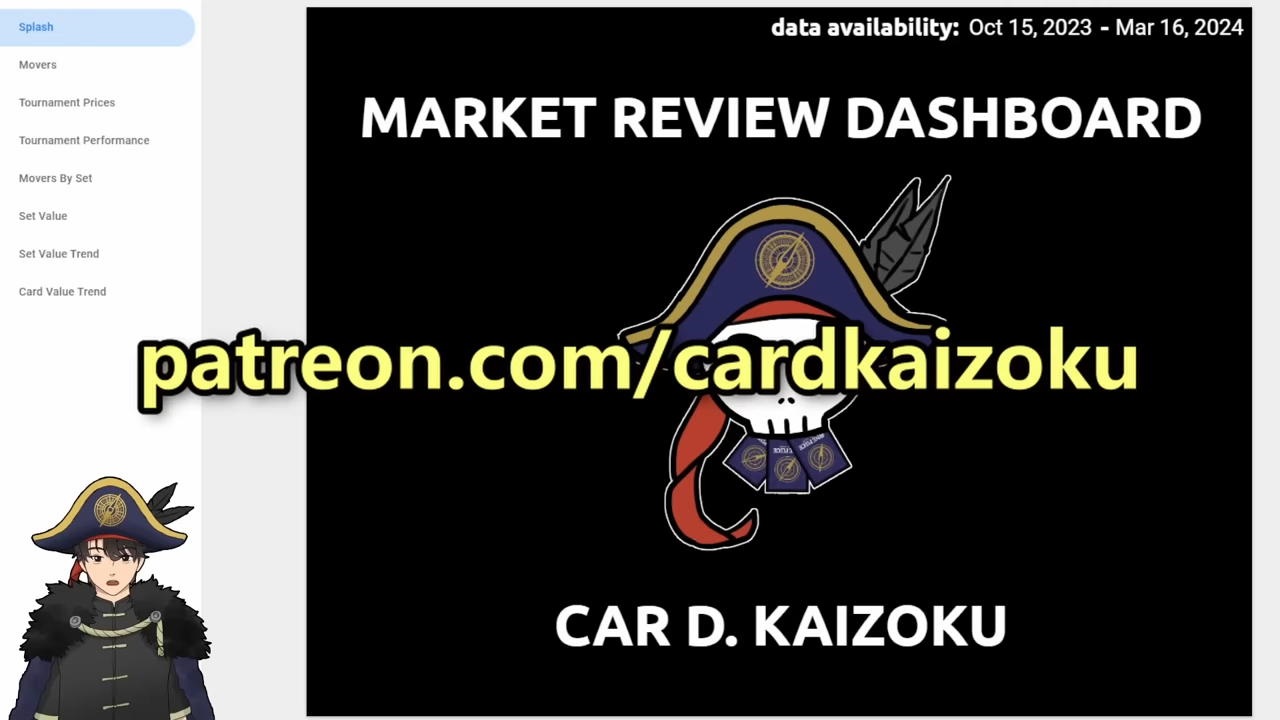 Splash
Movers
Tournament Prices
Tournament Performance
Movers By Set
Set Value
Set Value Trend
Card Value Trend
data availability: Oct 15, 2023 - Mar 16, 2024
MARKET REVIEW DASHBOARD
patreon.com/cardkaizoku
CAR D. KAIZOKU